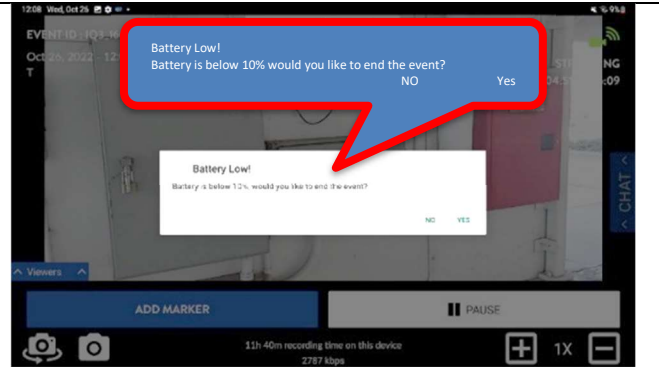 12:08 Wed, Oct 26
9%
EVENT ID : 103
Oct 26, 2022 12:
T
NG
:09
Battery Low!
Battery is below 10% would you like to end the event?
NO Yes
Battery Low!
Battery is below 10%, would you like to end the event?
NO YES
CHAT
Viewers
ADD MARKER
PAUSE
11h 40m recording time on this device
2787 kbps
1X